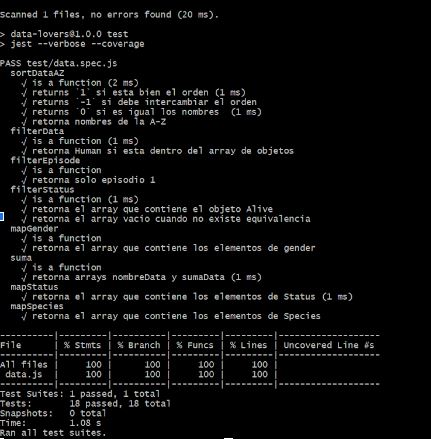 Scanned 1 files, no errors found (20 ms).
> data-lovers@1.0.0 test
> jest --verbose --coverage
PASS test/data.spec.js
sortDataAZ
√ is a function (2 ms)
√ returns `1` si esta bien el orden (1 ms)
√ returns `-1` si debe intercambiar el orden
√ returns `0` si es igual los nombres (1 ms)
√ retorna nombres de la A-Z
filterData
√ is a function (1 ms)
√ retorna Human si esta dentro del array de objetos
filterEpisode
√ is a function
√ retorna solo episodio 1
filterStatus
√ is a function (1 ms)
√ retorna el array que contiene el objeto Alive
√ retorna el array vacio cuando no existe equivalencia
mapGender
√ is a function
√ retorna el array que contiene los elementos de gender
suma
√ is a function
√ retorna arrays nombreData y sumaData (1 ms)
mapStatus
√ retorna el array que contiene los elementos de Status (1 ms)
mapSpecies
√ retorna el array que contiene los elementos de Species
----------|---------|----------|---------|---------|-------------------
File | % Stmts | % Branch | % Funcs | % Lines | Uncovered Line #s
----------|---------|----------|---------|---------|-------------------
All files | 100 | 100 | 100 | 100 |
data.js | 100 | 100 | 100 | 100 |
----------|---------|----------|---------|---------|-------------------
Test Suites: 1 passed, 1 total
Tests: 18 passed, 18 total
Snapshots: 0 total
Time: 1.08 s
Ran all test suites.